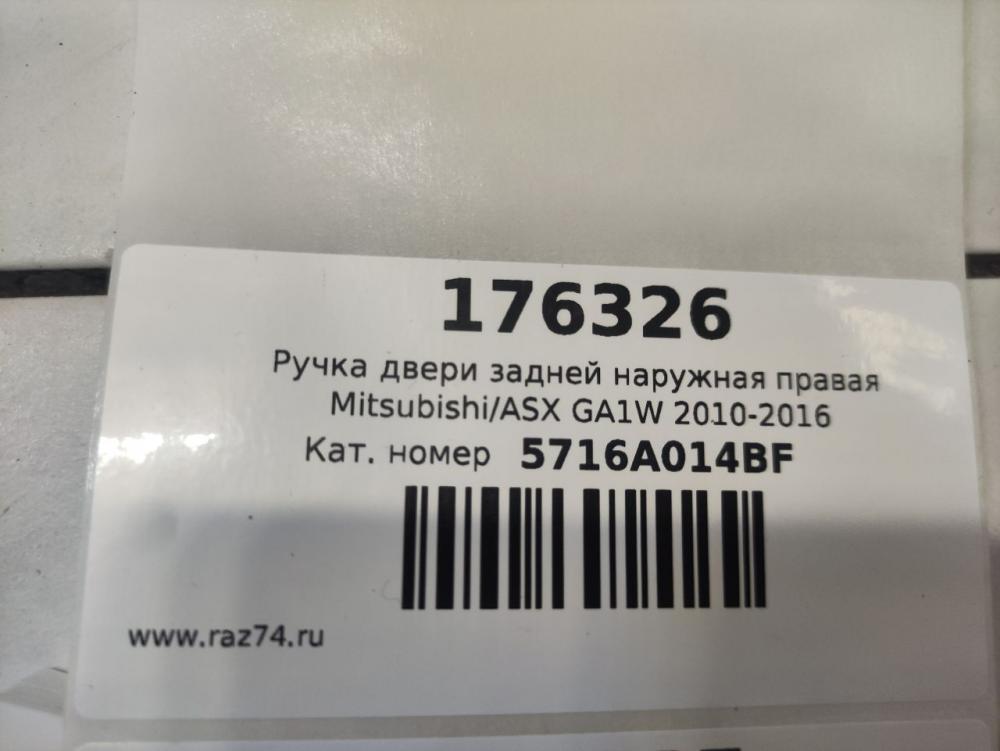 176326
Ручка двери задней наружная правая
Mitsubishi/ASX GA1W 2010-2016
Кат. номер 5716A014BF
www.raz74.ru